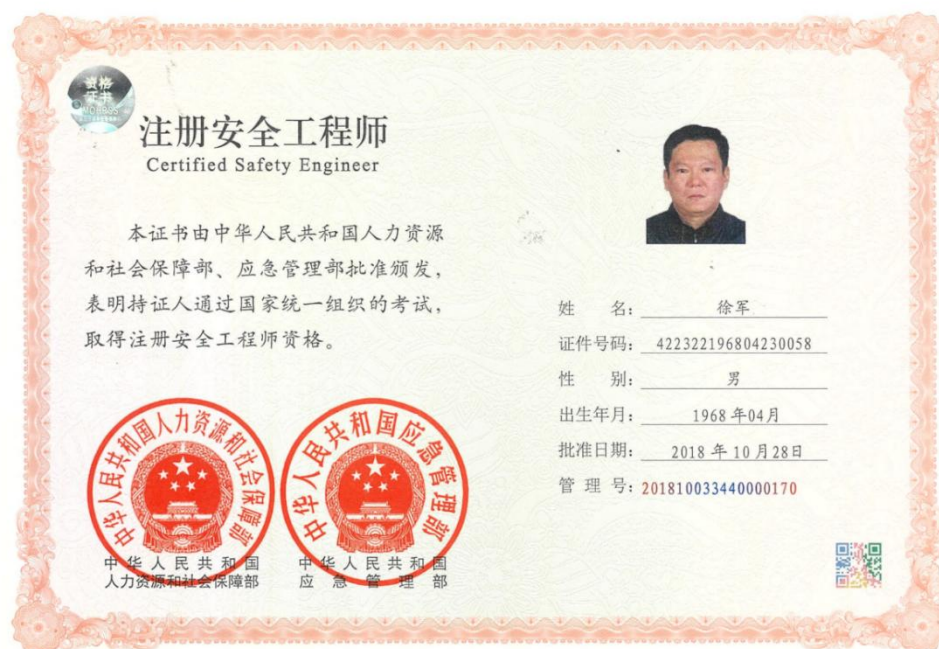 资格
证书
注册安全工程师
Certified Safety Engineer
本证书由中华人民共和国人力资源
和社会保障部、应急管理部批准颁发，
表明持证人通过国家统一组织的考试，
取得注册安全工程师资格。
姓 名：徐军
证件号码：422322196804230058
性 别：男
出生年月：1968年04月
批准日期：2018年10月28日
管 理 号：201810033440000170
中华人民共和国人力资源和社会保障部
中华人民共和国应急管理部
中华人民共和国
人力资源和社会保障部
中华人民共和国
应急管理部